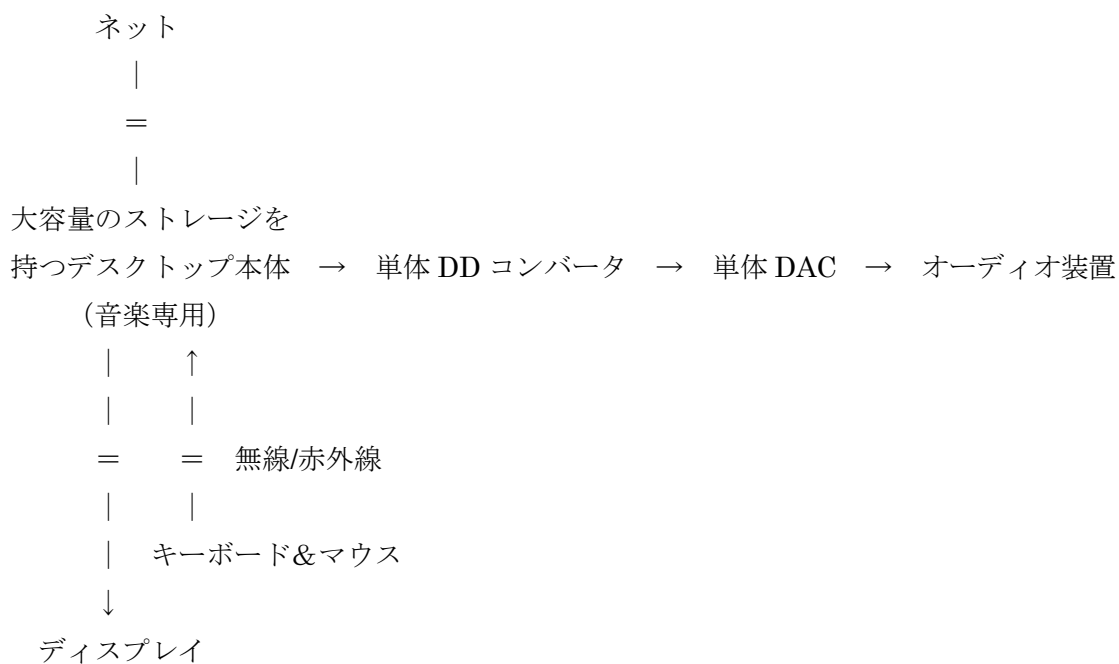 ネット
|
＝
|
大容量のストレージを
持つデスクトップ本体 → 単体 DD コンバータ → 単体 DAC → オーディオ装置
（音楽専用）
| ↑
| |
＝ ＝ 無線/赤外線
| |
| キーボード＆マウス
↓
ディスプレイ